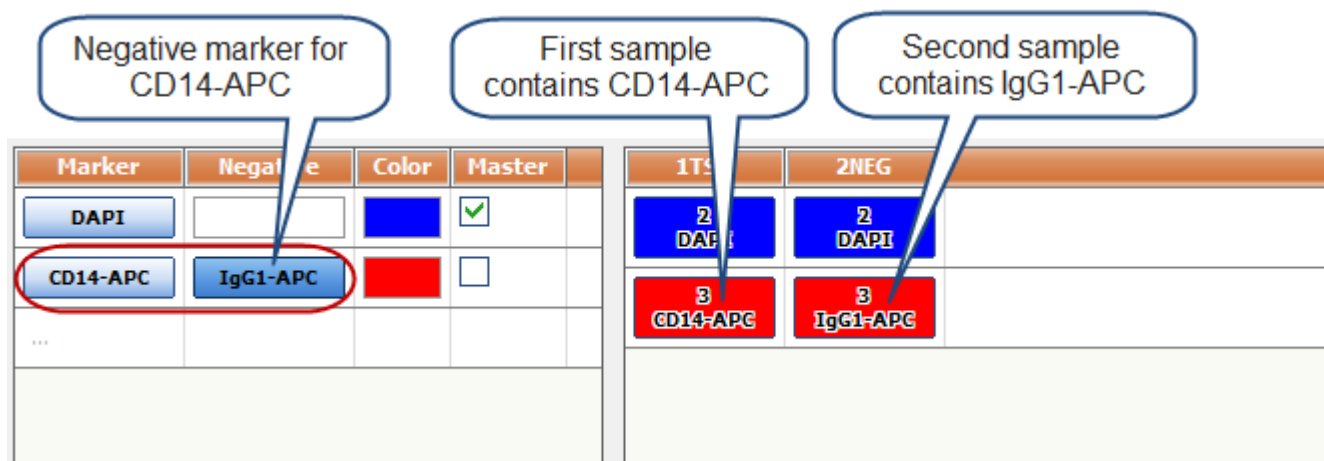 Negative marker for
CD14-APC
First sample
contains CD14-APC
Second sample
contains IgG1-APC
Marker Negative Color Master
DAPI
CD14-APC IgG1-APC
...
2NEG
2 2
DAPI DAPI
3 3
CD14-APC IgG1-APC